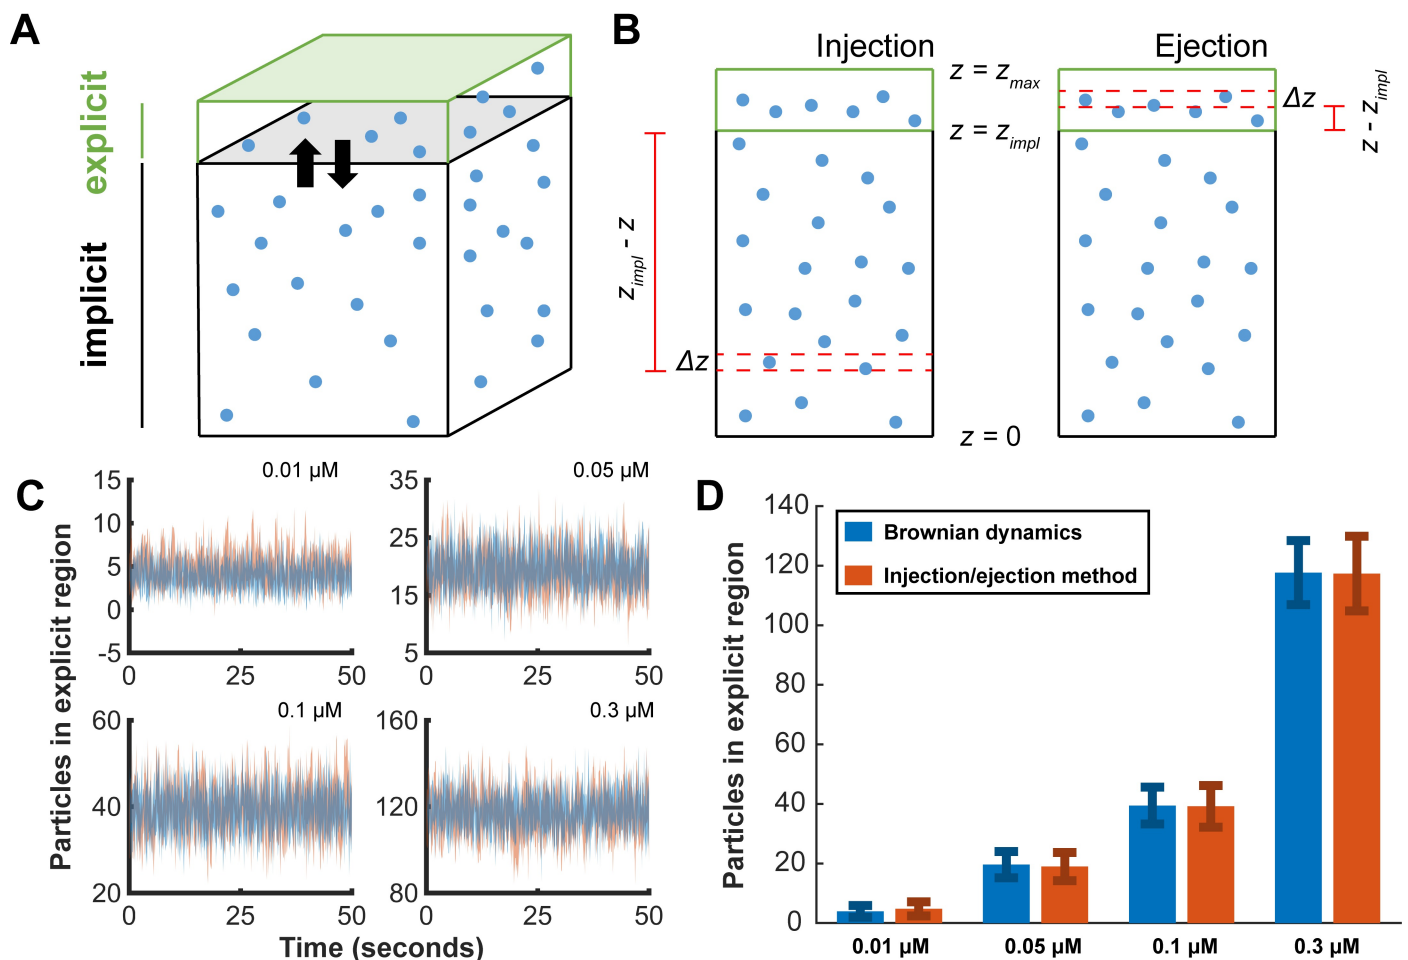 A
explicit
implicit
B
Injection
Ejection
z = z_max
z = z_impl
Δz
z - z_impl
z_impl - z
Δz
z = 0
C
Particles in explicit region
0.01 µM
15
10
5
0
-5
0
25
50
0.05 µM
35
25
15
5
0
25
50
0.1 µM
60
40
20
0
25
50
0.3 µM
160
120
80
0
25
50
Time (seconds)
D
Particles in explicit region
140
120
100
80
60
40
20
0
Brownian dynamics
Injection/ejection method
0.01 µM
0.05 µM
0.1 µM
0.3 µM